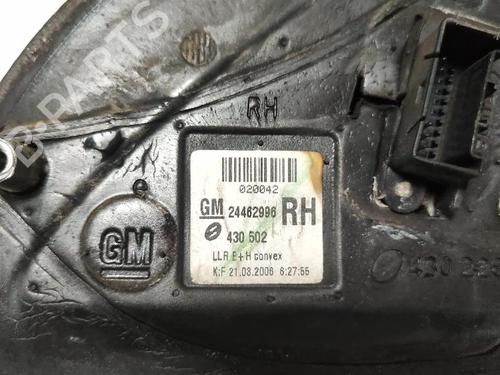 RH
020042
GM 24462996 RH
430 502
LLR E+H convex
K:F 21.03.2006 6:27:55
GM
e
B-PARTS